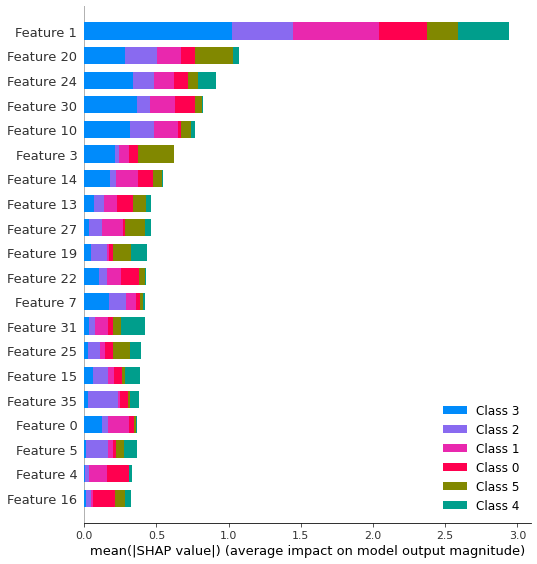 Feature 1
Feature 20
Feature 24
Feature 30
Feature 10
Feature 3
Feature 14
Feature 13
Feature 27
Feature 19
Feature 22
Feature 7
Feature 31
Feature 25
Feature 15
Feature 35
Feature 0
Feature 5
Feature 4
Feature 16
Class 3
Class 2
Class 1
Class 0
Class 5
Class 4
0.0 0.5 1.0 1.5 2.0 2.5 3.0
mean(|SHAP value|) (average impact on model output magnitude)